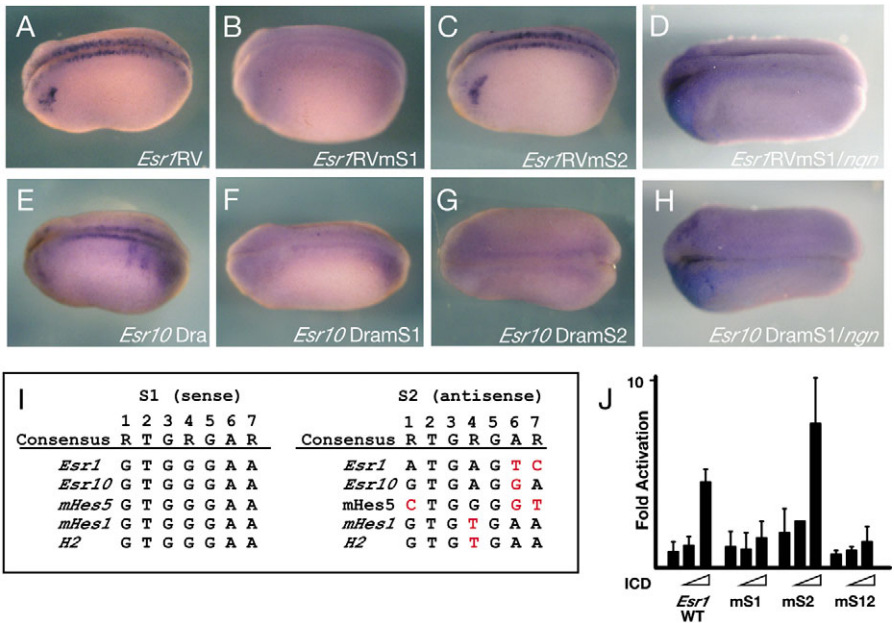 A
B
C
D
Esr1RV
Esr1RVmS1
Esr1RVmS2
Esr1RVmS1/ngn
E
F
G
H
Esr10 Dra
Esr10 DramS1
Esr10 DramS2
Esr10 DramS1/ngn
I
S1 (sense)
S2 (antisense)
1 2 3 4 5 6 7
1 2 3 4 5 6 7
Consensus R T G R G A R
Consensus R T G R G A R
Esr1 G T G G G A A
Esr1 A T G A G T C
Esr10 G T G G G A A
Esr10 G T G A G G A
mHes5 G T G G G A A
mHes5 C T G G G G T
mHes1 G T G G G A A
mHes1 G T G T G A A
H2 G T G G G A A
H2 G T G T G A A
J
10
Fold Activation
ICD
Esr1
WT
mS1
mS2
mS12